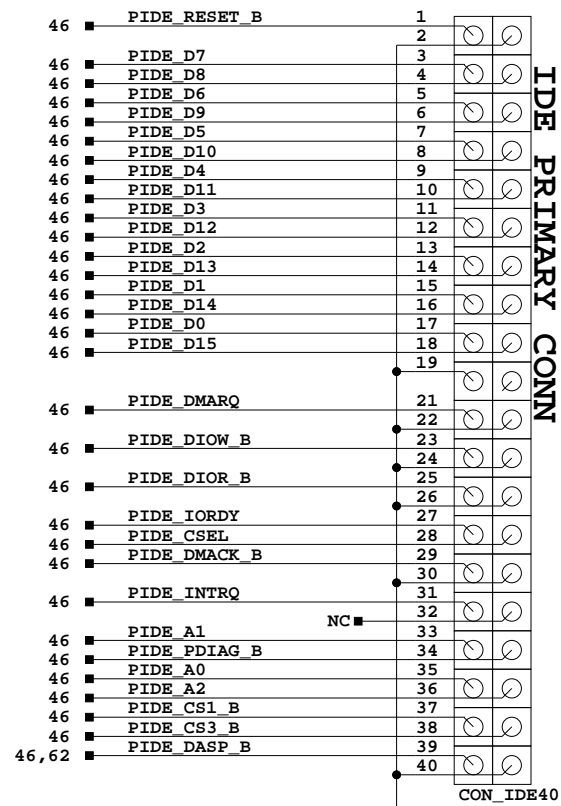 46 PIDE_RESET_B 1
2
46 PIDE_D7 3
46 PIDE_D8 4
46 PIDE_D6 5
46 PIDE_D9 6
46 PIDE_D5 7
46 PIDE_D10 8
46 PIDE_D4 9
46 PIDE_D11 10
46 PIDE_D3 11
46 PIDE_D12 12
46 PIDE_D2 13
46 PIDE_D13 14
46 PIDE_D1 15
46 PIDE_D14 16
46 PIDE_D0 17
46 PIDE_D15 18
19
46 PIDE_DMARQ 21
22
46 PIDE_DIOW_B 23
24
46 PIDE_DIOR_B 25
26
46 PIDE_IORDY 27
46 PIDE_CSEL 28
46 PIDE_DMACK_B 29
30
46 PIDE_INTRQ 31
NC 32
46 PIDE_A1 33
46 PIDE_PDIAG_B 34
46 PIDE_A0 35
46 PIDE_A2 36
46 PIDE_CS1_B 37
46 PIDE_CS3_B 38
46,62 PIDE_DASP_B 39
40
IDE PRIMARY CONN
CON_IDE40